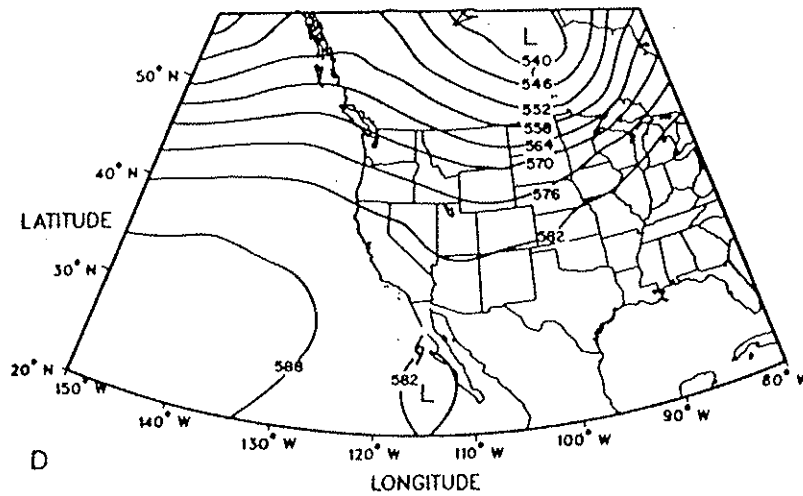 L
540
546
552
558
564
570
576
582
588
582
L
50° N
40° N
LATITUDE
30° N
20° N
150° W
140° W
130° W
120° W
110° W
100° W
90° W
80° W
D
LONGITUDE